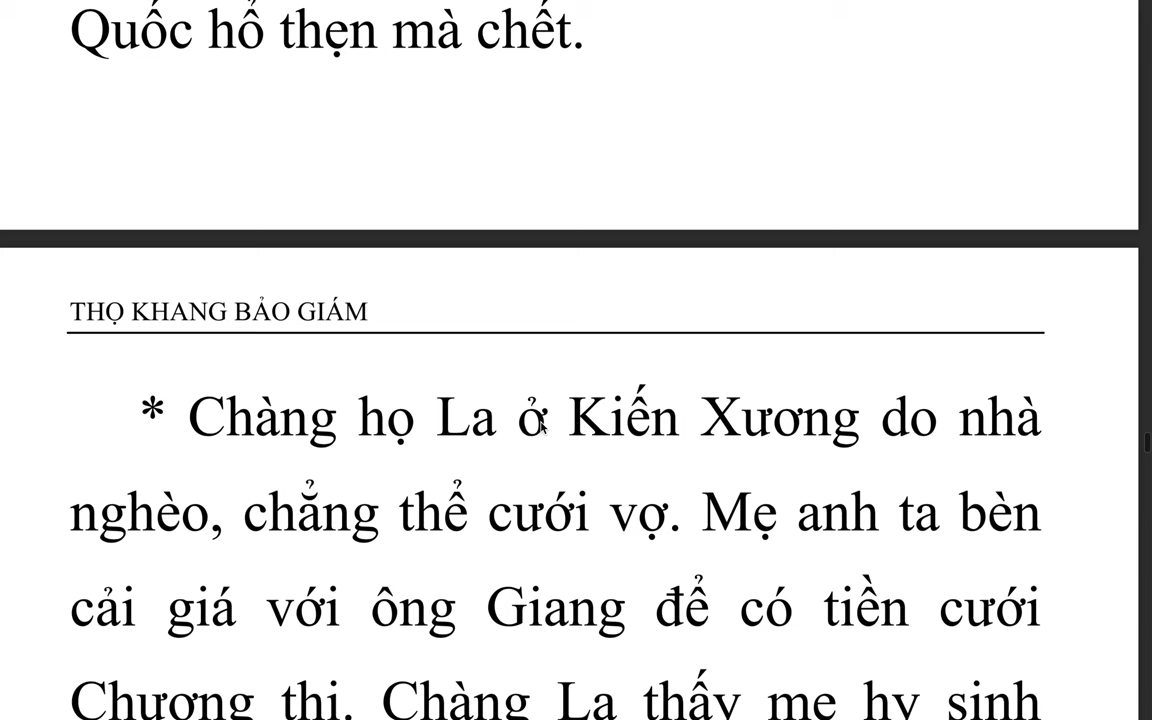 Quốc hổ thẹn mà chết.
THỌ KHANG BẢO GIÁM
* Chàng họ La ở Kiến Xương do nhà
nghèo, chẳng thể cưới vợ. Mẹ anh ta bèn
cải giá với ông Giang để có tiền cưới
Chương thị. Chàng La thấy mẹ hy sinh